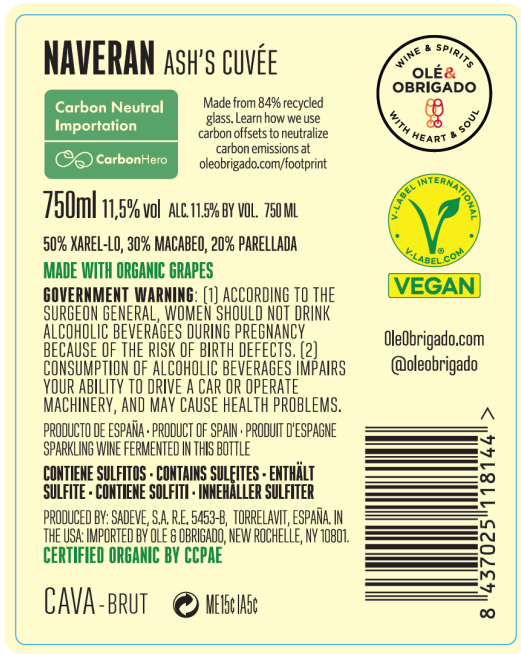 NAVERAN ASH'S CUVÉE
Carbon Neutral
Importation
CarbonHero
Made from 84% recycled
glass. Learn how we use
carbon offsets to neutralize
carbon emissions at
oleobrigado.com/footprint
WINE & SPIRITS
OLÉ&
OBRIGADO
WITH HEART & SOUL
750ml 11,5% vol ALC. 11.5% BY VOL. 750 ML
50% XAREL-LO, 30% MACABEO, 20% PARELLADA
MADE WITH ORGANIC GRAPES
V-LABEL INTERNATIONAL
V
®
V-LABEL.COM
VEGAN
GOVERNMENT WARNING: (1) ACCORDING TO THE
SURGEON GENERAL, WOMEN SHOULD NOT DRINK
ALCOHOLIC BEVERAGES DURING PREGNANCY
BECAUSE OF THE RISK OF BIRTH DEFECTS. (2)
CONSUMPTION OF ALCOHOLIC BEVERAGES IMPAIRS
YOUR ABILITY TO DRIVE A CAR OR OPERATE
MACHINERY, AND MAY CAUSE HEALTH PROBLEMS.
OleObrigado.com
@oleobrigado
PRODUCTO DE ESPAÑA · PRODUCT OF SPAIN · PRODUIT D'ESPAGNE
SPARKLING WINE FERMENTED IN THIS BOTTLE
CONTIENE SULFITOS · CONTAINS SULFITES · ENTHÄLT
SULFITE · CONTIENE SOLFITI · INNEHÅLLER SULFITER
PRODUCED BY: SADEVE, S.A. R.E. 5453-B, TORRELAVIT, ESPAÑA. IN
THE USA: IMPORTED BY OLE & OBRIGADO, NEW ROCHELLE, NY 10801.
CERTIFIED ORGANIC BY CCPAE
CAVA - BRUT ME15¢ IA5¢
8 437025 118144 >